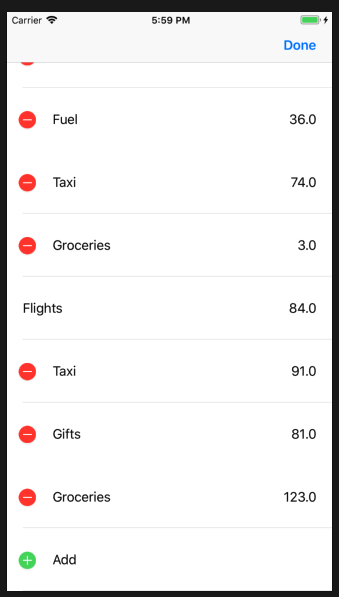 Carrier 5:59 PM
Done
Fuel 36.0
Taxi 74.0
Groceries 3.0
Flights 84.0
Taxi 91.0
Gifts 81.0
Groceries 123.0
Add